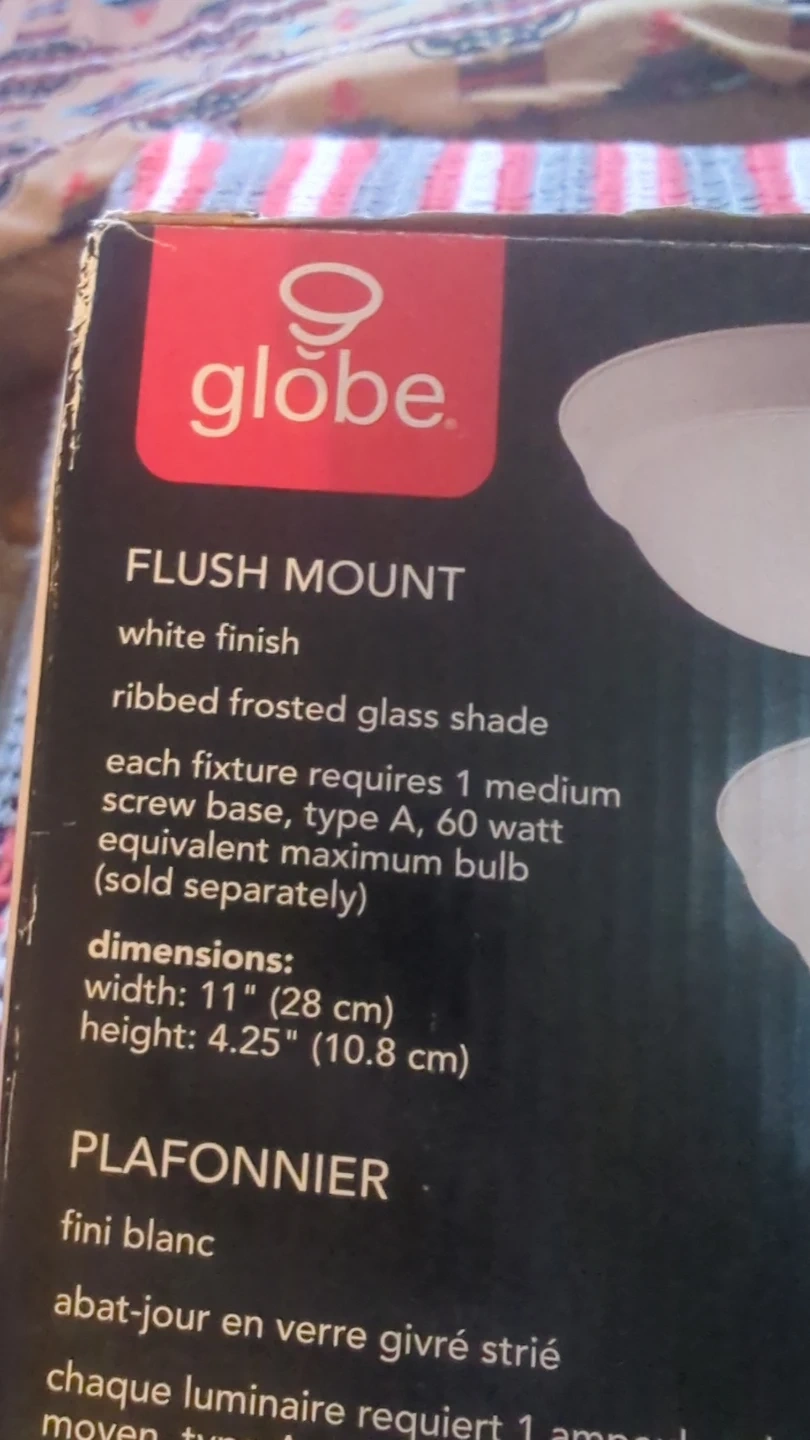 glŏbe®
FLUSH MOUNT
white finish
ribbed frosted glass shade
each fixture requires 1 medium
screw base, type A, 60 watt
equivalent maximum bulb
(sold separately)
dimensions:
width: 11" (28 cm)
height: 4.25" (10.8 cm)
PLAFONNIER
fini blanc
abat-jour en verre givré strié
chaque luminaire requiert 1
moyen